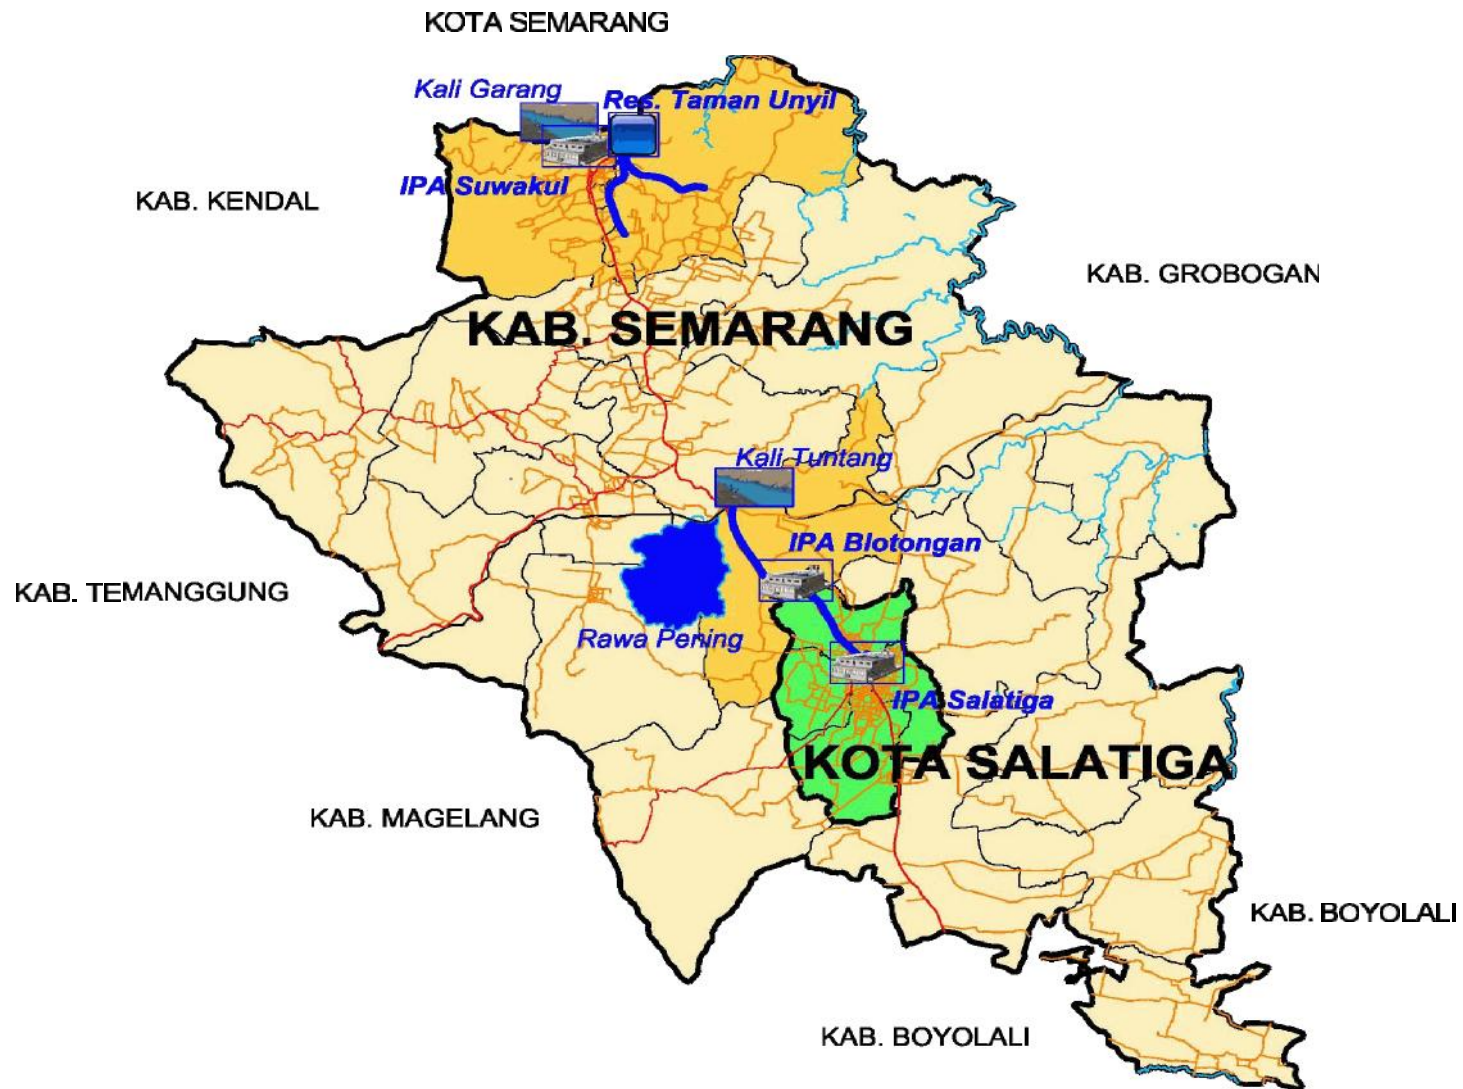 KOTA SEMARANG
Kali Garang
Res. Taman Unyil
IPA Suwakul
KAB. KENDAL
KAB. GROBOGAN
KAB. SEMARANG
Kali Tuntang
IPA Blotongan
KAB. TEMANGGUNG
Rawa Pening
IPA Salatiga
KOTA SALATIGA
KAB. MAGELANG
KAB. BOYOLALI
KAB. BOYOLALI